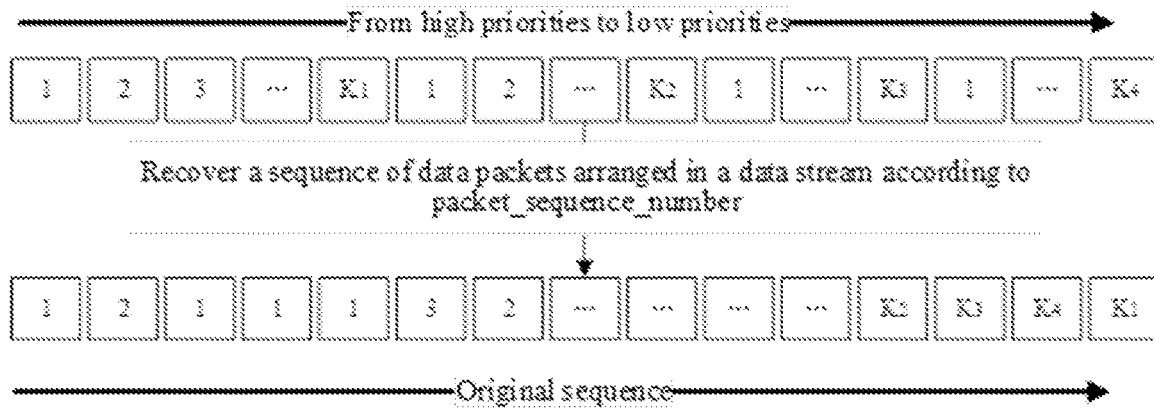 From high priorities to low priorities
1 2 3 ... K1 1 2 ... K2 1 ... K3 1 ... K4
Recover a sequence of data packets arranged in a data stream according to
packet_sequence_number
1 2 1 1 1 3 2 ... ... ... ... K2 K3 K4 K1
Original sequence